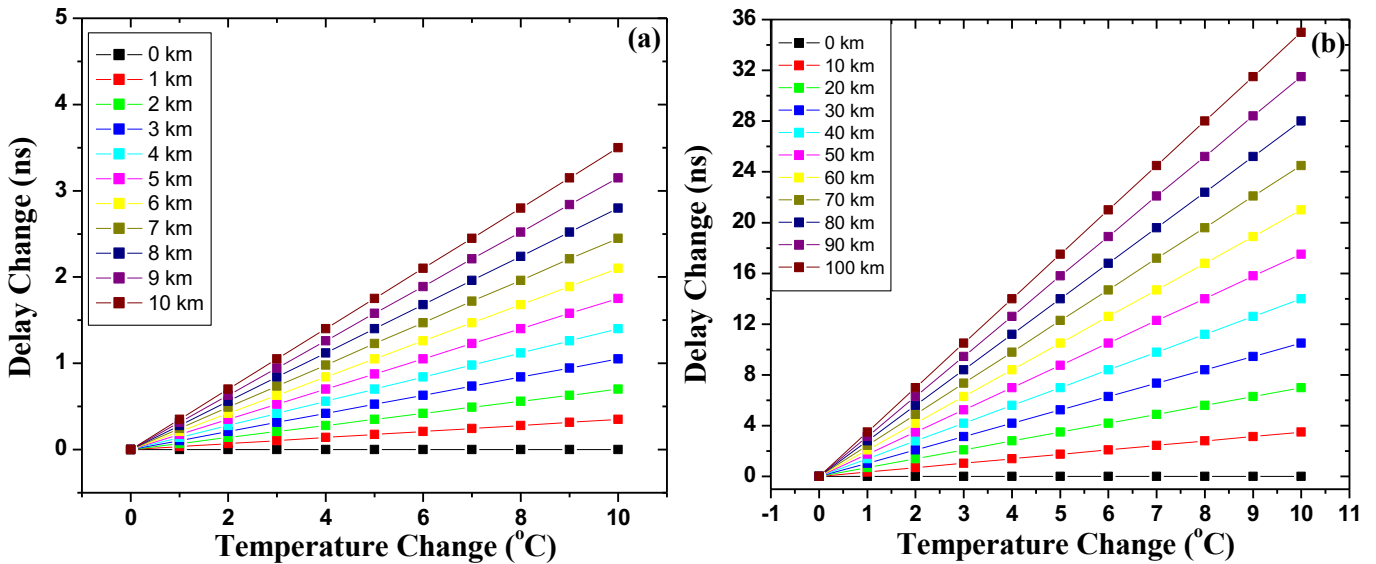 (a)
0 km
1 km
2 km
3 km
4 km
5 km
6 km
7 km
8 km
9 km
10 km
5
4
3
2
1
0
Delay Change (ns)
0 2 4 6 8 10
Temperature Change (°C)
(b)
0 km
10 km
20 km
30 km
40 km
50 km
60 km
70 km
80 km
90 km
100 km
36
32
28
24
20
16
12
8
4
0
Delay Change (ns)
-1 0 1 2 3 4 5 6 7 8 9 10 11
Temperature Change (°C)